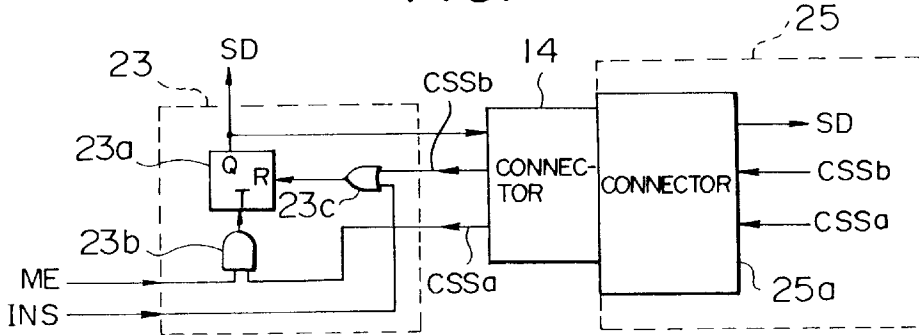 SD
23
CSSb
14
25
23a
Q
R
T
23c
CONNEC-
TOR
CONNECTOR
SD
CSSb
CSSa
23b
ME
INS
CSSa
25a